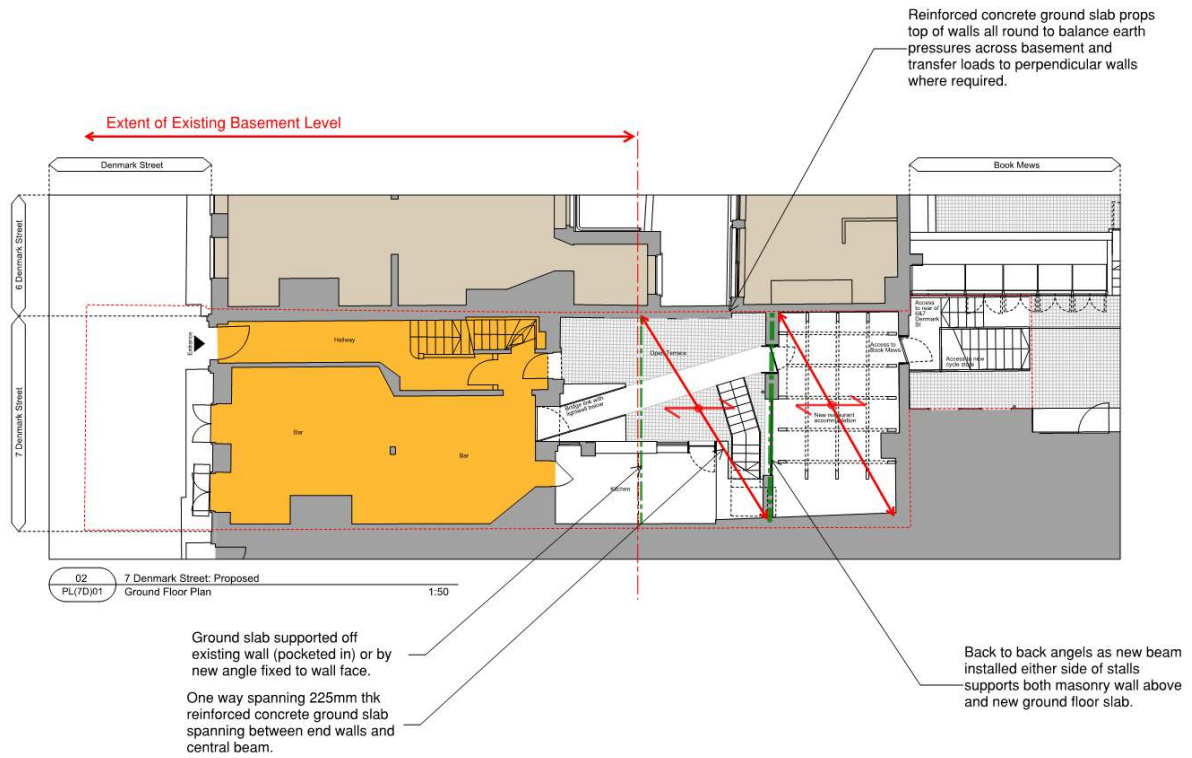 Reinforced concrete ground slab props
top of walls all round to balance earth
pressures across basement and
transfer loads to perpendicular walls
where required.
Extent of Existing Basement Level
Denmark Street
Book Mews
6 Denmark Street
7 Denmark Street
Entrance
Hallway
Open Terrace
Access to
Book Mews
Access
to rear of
6&7
Denmark
St
Access to new
cycle store
Bridge link with
lightwell below
New restaurant
accommodation
Bar
Bar
Kitchen
02
PL(7D)01
7 Denmark Street: Proposed
Ground Floor Plan
1:50
Ground slab supported off
existing wall (pocketed in) or by
new angle fixed to wall face.
One way spanning 225mm thk
reinforced concrete ground slab
spanning between end walls and
central beam.
Back to back angels as new beam
installed either side of stalls
supports both masonry wall above
and new ground floor slab.